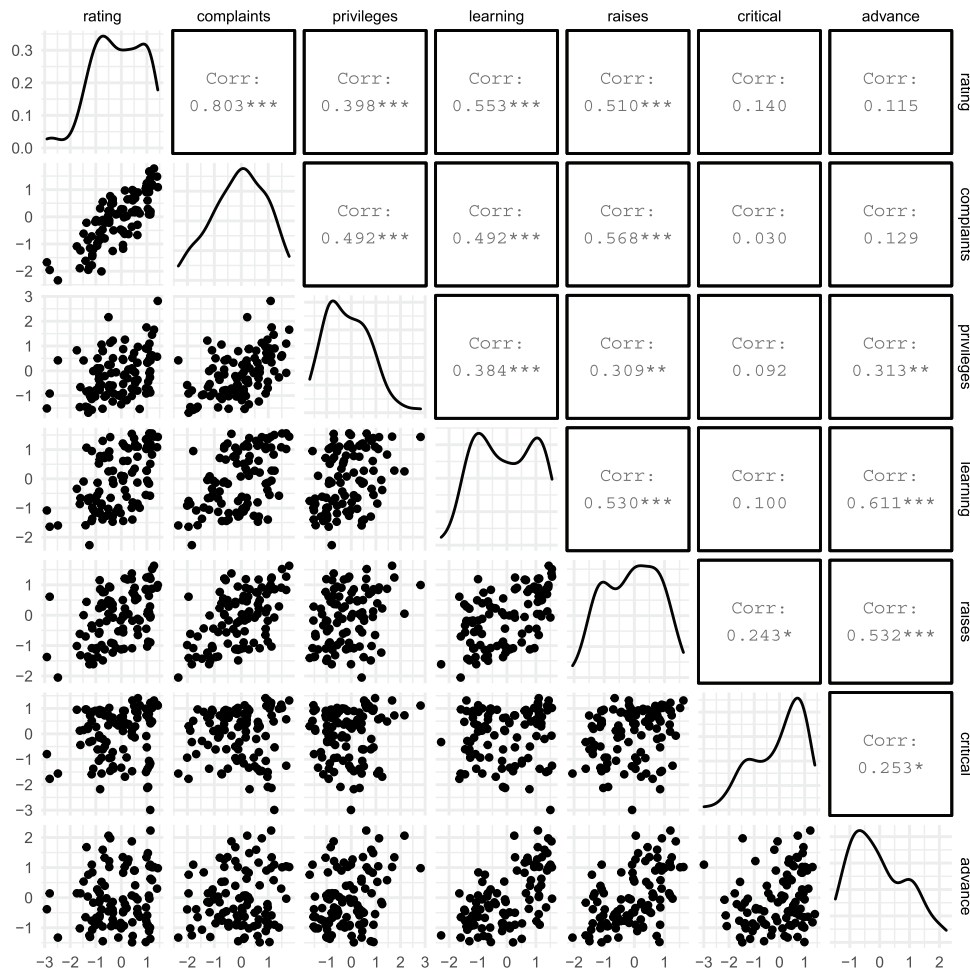 rating complaints privileges learning raises critical advance
0.3
0.2
0.1
0.0
Corr: Corr: Corr: Corr: Corr: Corr:
0.803*** 0.398*** 0.553*** 0.510*** 0.140 0.115
rating
1
0
−1
−2
Corr: Corr: Corr: Corr: Corr:
0.492*** 0.492*** 0.568*** 0.030 0.129
complaints
3
2
1
0
−1
Corr: Corr: Corr: Corr:
0.384*** 0.309** 0.092 0.313**
privileges
1
0
−1
−2
Corr: Corr: Corr:
0.530*** 0.100 0.611***
learning
1
0
−1
−2
Corr: Corr:
0.243* 0.532***
raises
1
0
−1
−2
−3
Corr:
0.253*
critical
2
1
0
−1
advance
−3 −2 −1 0 1 −2 −1 0 1 −1 0 1 2 3 −2 −1 0 1 −2 −1 0 1 −3 −2 −1 0 1 −1 0 1 2